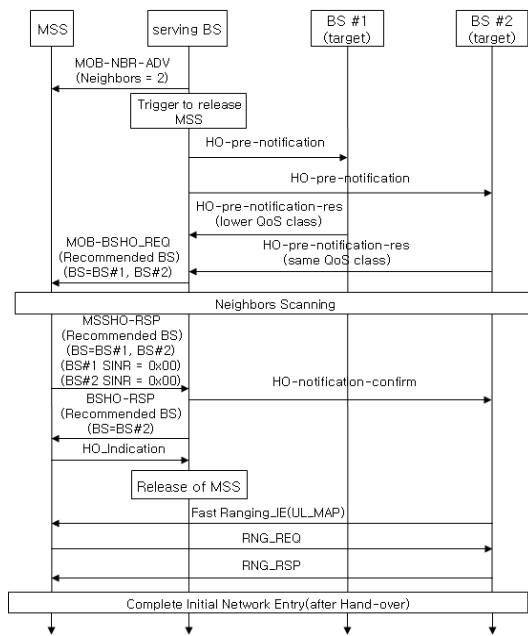 MSS
serving BS
BS #1
(target)
BS #2
(target)
MOB-NBR-ADV
(Neighbors = 2)
Trigger to release
MSS
HO-pre-notification
HO-pre-notification
HO-pre-notification-res
(lower QoS class)
MOB-BSHO_REQ
(Recommended BS)
(BS=BS#1, BS#2)
HO-pre-notification-res
(same QoS class)
Neighbors Scanning
MSSHO-RSP
(Recommended BS)
(BS=BS#1, BS#2)
(BS#1 SINR = 0x00)
(BS#2 SINR = 0x00)
HO-notification-confirm
BSHO-RSP
(Recommended BS)
(BS=BS#2)
HO_Indication
Release of MSS
Fast Ranging_IE(UL_MAP)
RNG_REQ
RNG_RSP
Complete Initial Network Entry(after Hand-over)